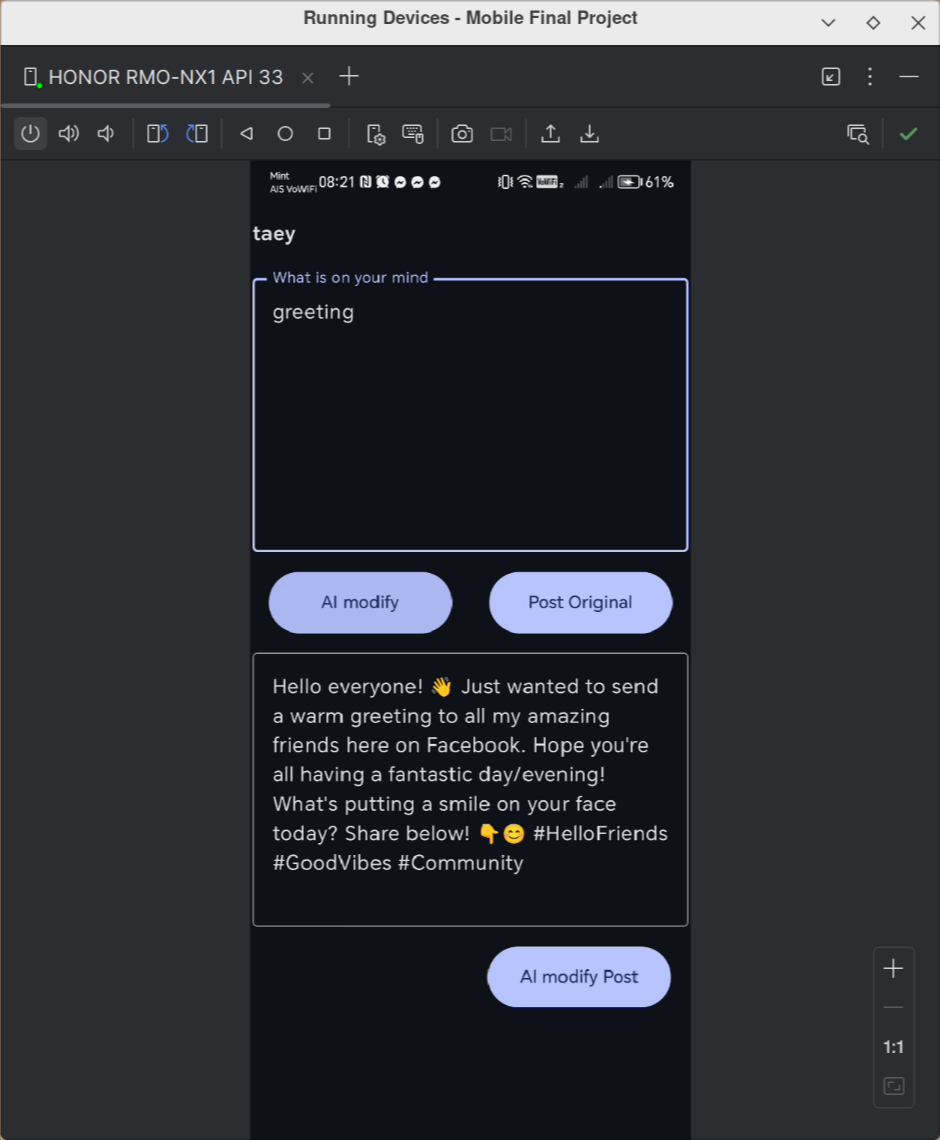 Running Devices - Mobile Final Project
HONOR RMO-NX1 API 33
Mint
AIS VoWiFi 08:21 VoWiFi 2 61%
taey
What is on your mind
greeting
AI modify Post Original
Hello everyone! 👋 Just wanted to send
a warm greeting to all my amazing
friends here on Facebook. Hope you're
all having a fantastic day/evening!
What's putting a smile on your face
today? Share below! 👇😊 #HelloFriends
#GoodVibes #Community
AI modify Post
1:1